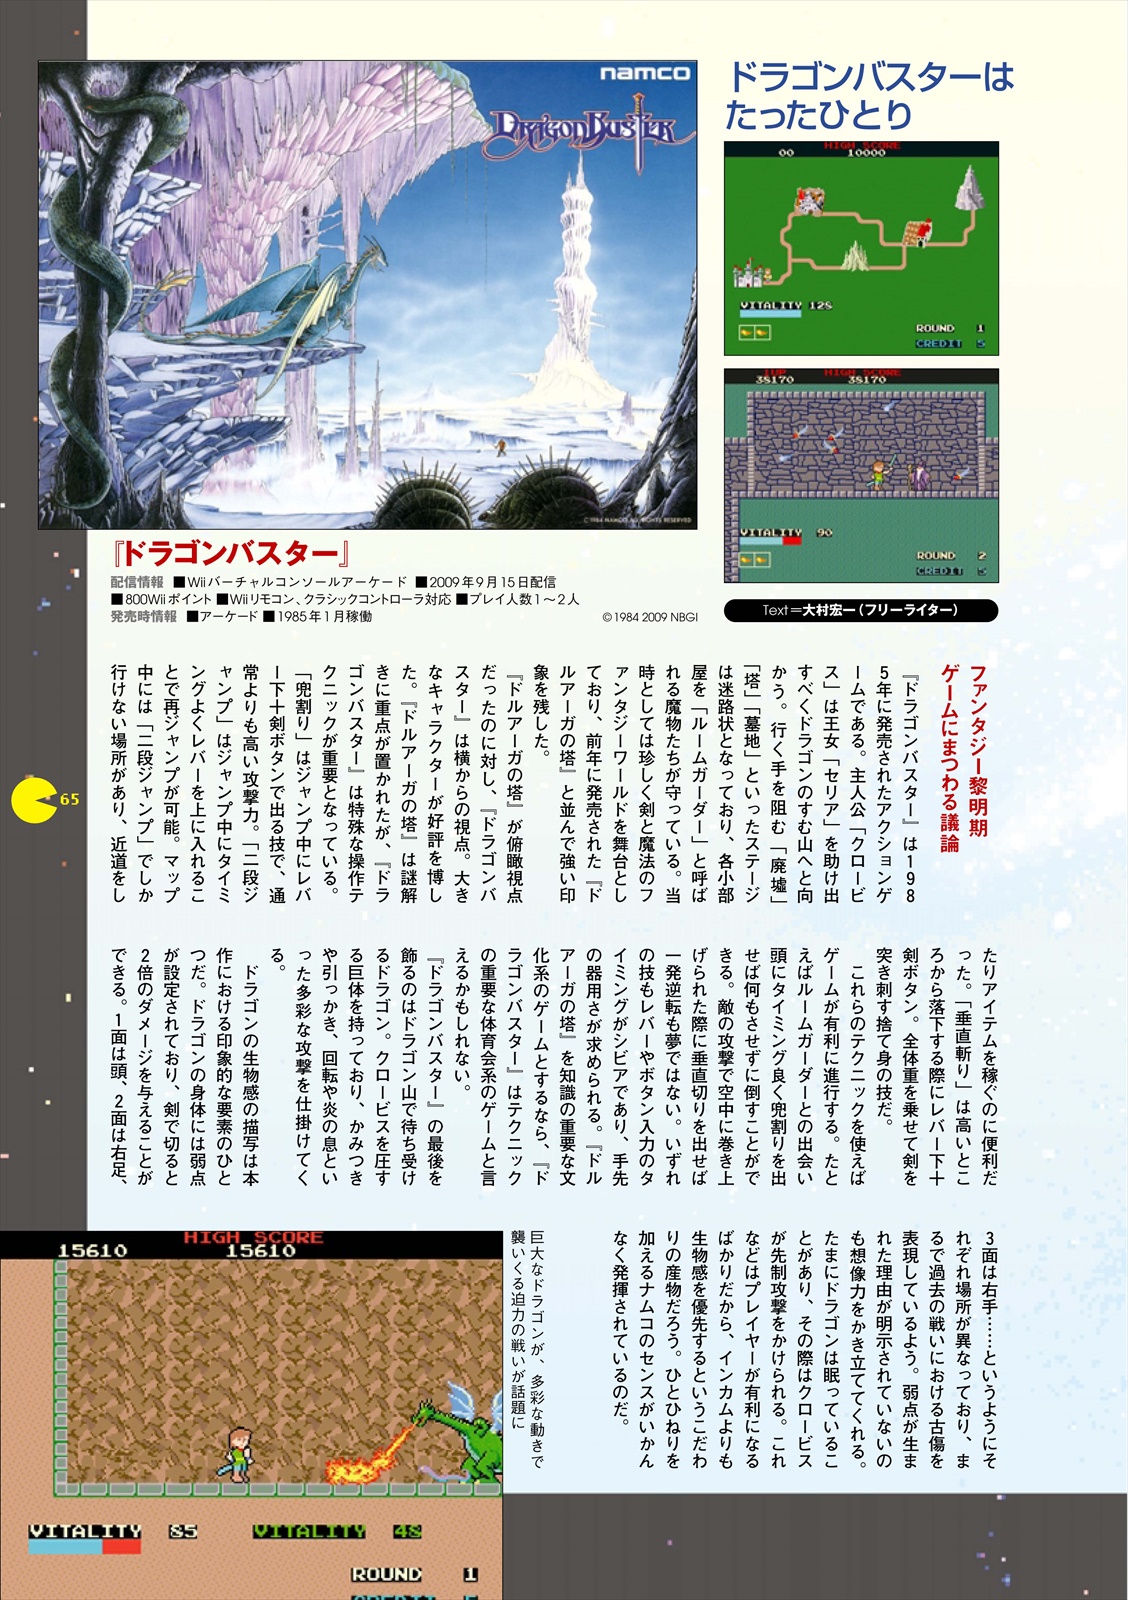 namco
DRAGON BUSTER
C 1984 NAMCO ALL RIGHTS RESERVED
ドラゴンバスターは
たったひとり
HIGH SCORE
00 10000
VITALITY 128
ROUND 1
CREDIT 5
1UP HIGH SCORE
38170 38170
VITALITY 90
ROUND 2
CREDIT 5
『ドラゴンバスター』
配信情報 ■Wiiバーチャルコンソールアーケード ■2009年9月15日配信
■800Wiiポイント ■Wiiリモコン、クラシックコントローラ対応 ■プレイ人数1〜2人
発売時情報 ■アーケード ■1985年1月稼働
©1984 2009 NBGI
Text=大村宏一(フリーライター)
ファンタジー黎明期
ゲームにまつわる議論
『ドラゴンバスター』は198
5年に発売されたアクションゲ
ームである。主人公「クロービ
ス」は王女「セリア」を助け出
すべくドラゴンのすむ山へと向
かう。行く手を阻む「廃墟」
「塔」「墓地」といったステージ
は迷路状となっており、各小部
屋を「ルームガーダー」と呼ば
れる魔物たちが守っている。当
時としては珍しく剣と魔法のフ
ァンタジーワールドを舞台とし
ており、前年に発売された『ド
ルアーガの塔』と並んで強い印
象を残した。
『ドルアーガの塔』が俯瞰視点
だったのに対し、『ドラゴンバ
スター』は横からの視点。大き
なキャラクターが好評を博し
た。『ドルアーガの塔』は謎解
きに重点が置かれたが、『ドラ
ゴンバスター』は特殊な操作テ
クニックが重要となっている。
「兜割り」はジャンプ中にレバ
ー下十剣ボタンで出る技で、通
常よりも高い攻撃力。「二段ジ
ャンプ」はジャンプ中にタイミ
ングよくレバーを上に入れるこ
とで再ジャンプが可能。マップ
中には「二段ジャンプ」でしか
行けない場所があり、近道をし
たりアイテムを稼ぐのに便利だ
った。「垂直斬り」は高いとこ
ろから落下する際にレバー下十
剣ボタン。全体重を乗せて剣を
突き刺す捨て身の技だ。
これらのテクニックを使えば
ゲームが有利に進行する。たと
えばルームガーダーとの出会い
頭にタイミング良く兜割りを出
せば何もさせずに倒すことがで
きる。敵の攻撃で空中に巻き上
げられた際に垂直切りを出せば
一発逆転も夢ではない。いずれ
の技もレバーやボタン入力のタ
イミングがシビアであり、手先
の器用さが求められる。『ドル
アーガの塔』を知識の重要な文
化系のゲームとするなら、『ド
ラゴンバスター』はテクニック
の重要な体育会系のゲームと言
えるかもしれない。
『ドラゴンバスター』の最後を
飾るのはドラゴン山で待ち受け
るドラゴン。クロービスを圧す
る巨体を持っており、かみつき
や引っかき、回転や炎の息とい
った多彩な攻撃を仕掛けてく
る。
ドラゴンの生物感の描写は本
作における印象的な要素のひと
つだ。ドラゴンの身体には弱点
が設定されており、剣で切ると
2倍のダメージを与えることが
できる。1面は頭、2面は右足、
3面は右手……というようにそ
れぞれ場所が異なっており、ま
るで過去の戦いにおける古傷を
表現しているよう。弱点が生ま
れた理由が明示されていないの
も想像力をかき立ててくれる。
たまにドラゴンは眠っているこ
とがあり、その際はクロービス
が先制攻撃をかけられる。これ
などはプレイヤーが有利になる
ばかりだから、インカムよりも
生物感を優先するというこだわ
りの産物だろう。ひとひねりを
加えるナムコのセンスがいかん
なく発揮されているのだ。
巨大なドラゴンが、多彩な動きで
襲いくる迫力の戦いが話題に
HIGH SCORE
15610 15610
VITALITY 85 VITALITY 48
ROUND 1
CREDIT 5
65